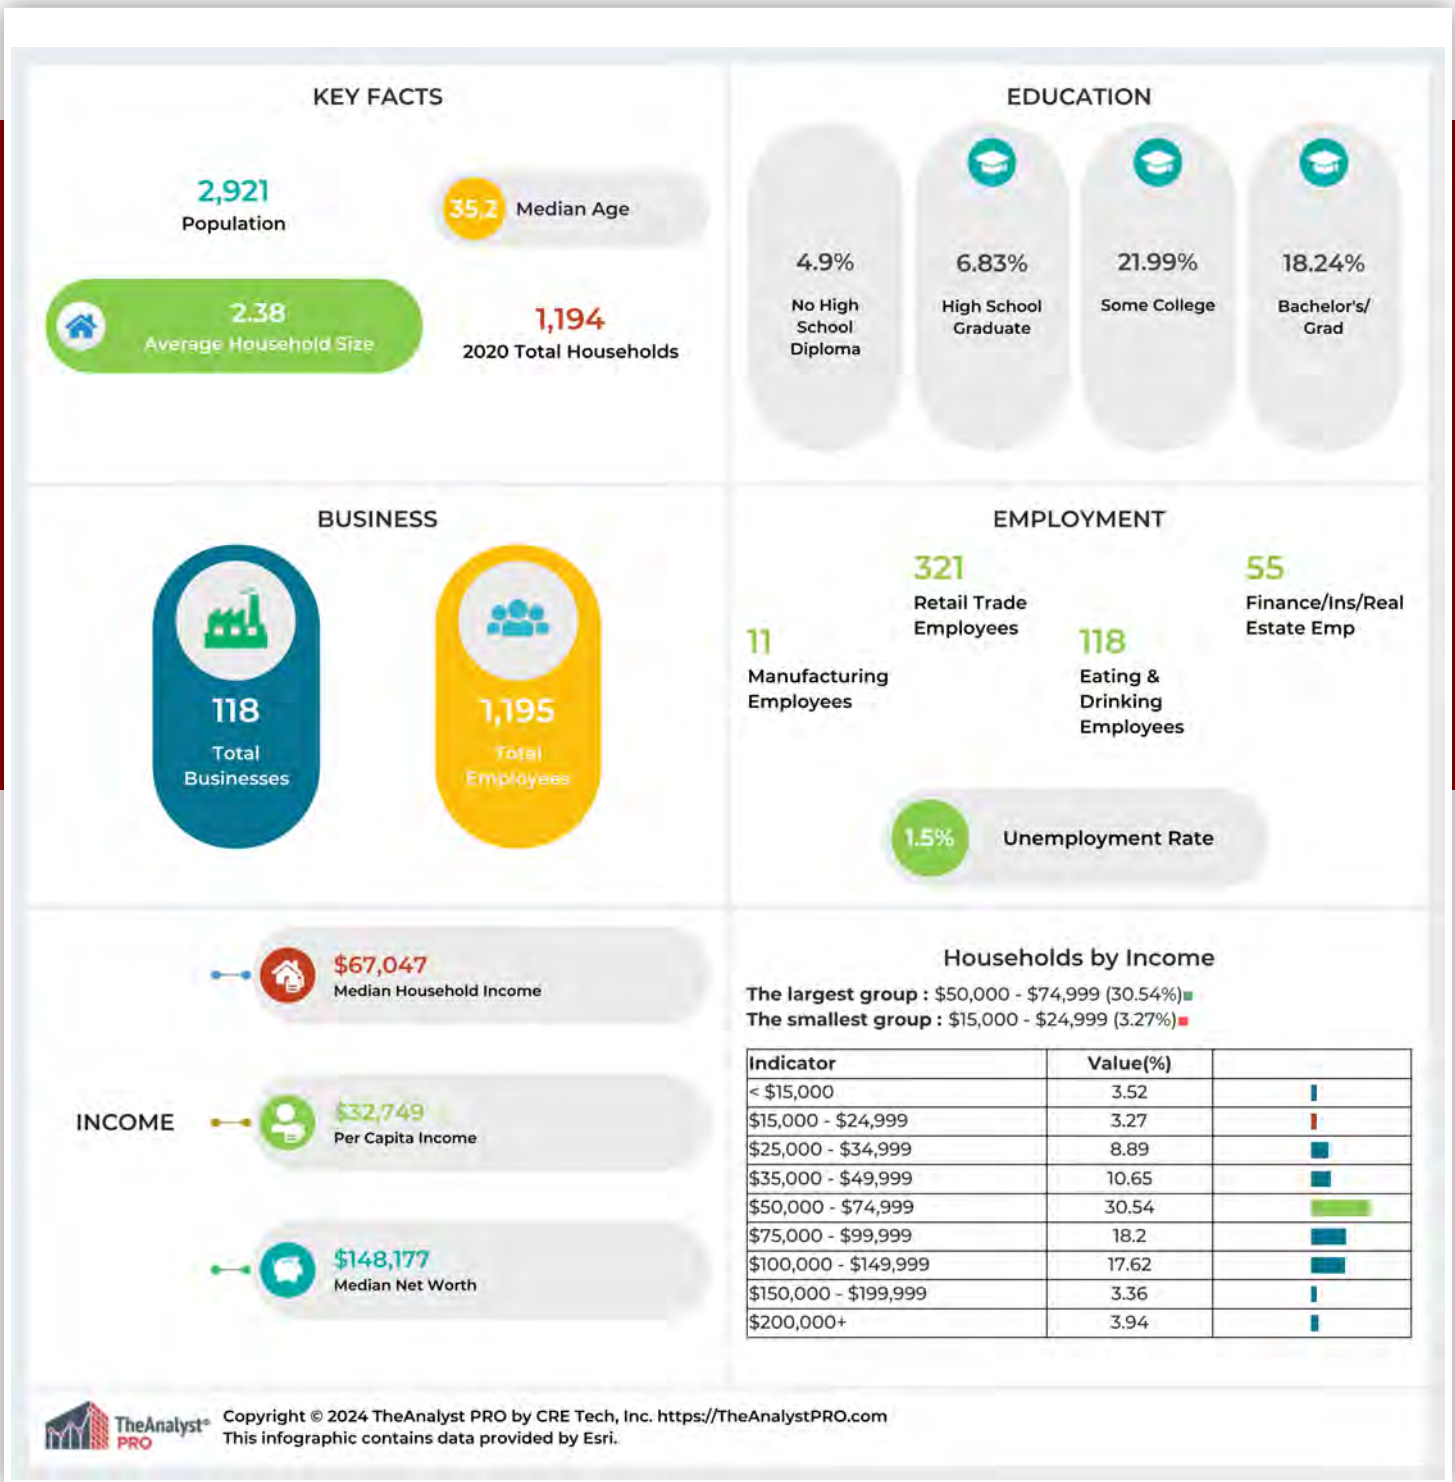 KEY FACTS
2,921
Population
35.2 Median Age
2.38
Average Household Size
1,194
2020 Total Households
EDUCATION
4.9%
No High
School
Diploma
6.83%
High School
Graduate
21.99%
Some College
18.24%
Bachelor's/
Grad
BUSINESS
118
Total
Businesses
1,195
Total
Employees
EMPLOYMENT
11
Manufacturing
Employees
321
Retail Trade
Employees
118
Eating &
Drinking
Employees
55
Finance/Ins/Real
Estate Emp
1.5% Unemployment Rate
INCOME
$67,047
Median Household Income
$32,749
Per Capita Income
$148,177
Median Net Worth
Households by Income
The largest group : $50,000 - $74,999 (30.54%)
The smallest group : $15,000 - $24,999 (3.27%)
Indicator Value(%)
< $15,000 3.52
$15,000 - $24,999 3.27
$25,000 - $34,999 8.89
$35,000 - $49,999 10.65
$50,000 - $74,999 30.54
$75,000 - $99,999 18.2
$100,000 - $149,999 17.62
$150,000 - $199,999 3.36
$200,000+ 3.94
TheAnalyst®
PRO
Copyright © 2024 TheAnalyst PRO by CRE Tech, Inc. https://TheAnalystPRO.com
This infographic contains data provided by Esri.